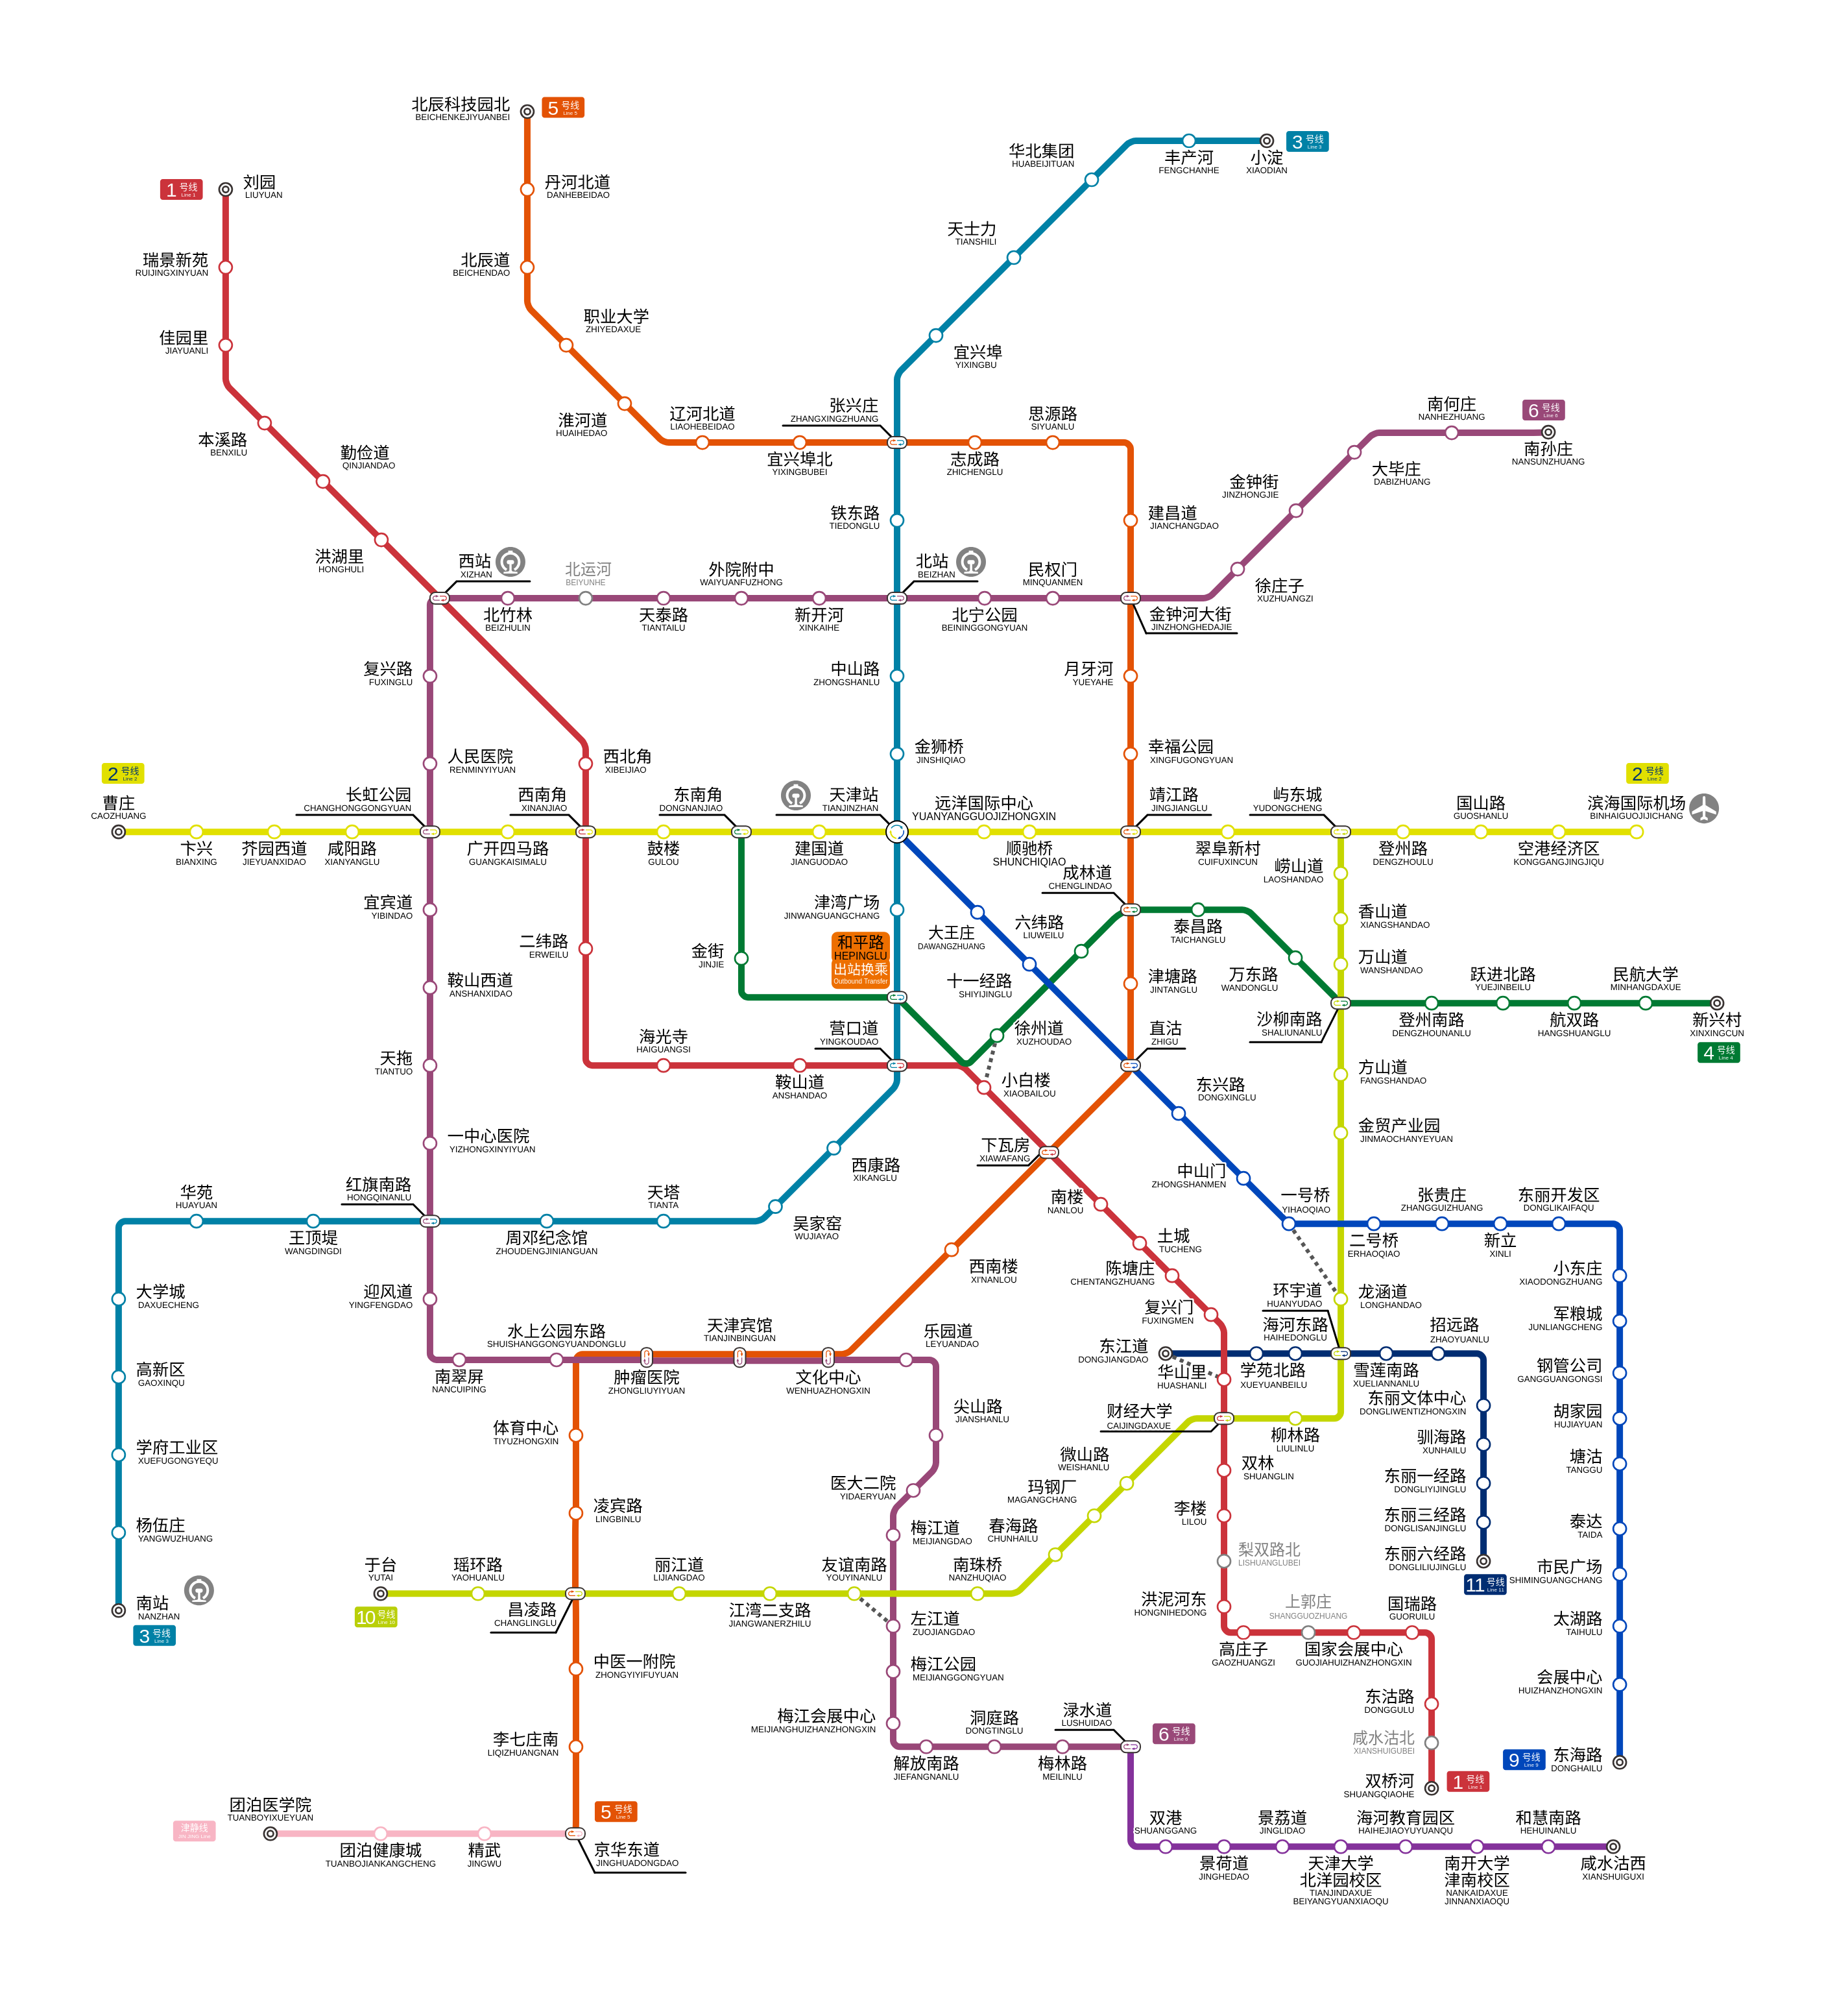 北辰科技园北
BEICHENKEJIYUANBEI
5 号线
Line 5
丹河北道
DANHEBEIDAO
北辰道
BEICHENDAO
职业大学
ZHIYEDAXUE
淮河道
HUAIHEDAO
辽河北道
LIAOHEBEIDAO
宜兴埠北
YIXINGBUBEI
张兴庄
ZHANGXINGZHUANG
志成路
ZHICHENGLU
思源路
SIYUANLU
建昌道
JIANCHANGDAO
华北集团
HUABEIJITUAN
丰产河
FENGCHANHE
小淀
XIAODIAN
3 号线
Line 3
天士力
TIANSHILI
宜兴埠
YIXINGBU
铁东路
TIEDONGLU
1 号线
Line 1
刘园
LIUYUAN
瑞景新苑
RUIJINGXINYUAN
佳园里
JIAYUANLI
本溪路
BENXILU
勤俭道
QINJIANDAO
洪湖里
HONGHULI
南何庄
NANHEZHUANG
6 号线
Line 6
南孙庄
NANSUNZHUANG
大毕庄
DABIZHUANG
金钟街
JINZHONGJIE
徐庄子
XUZHUANGZI
西站
XIZHAN
北竹林
BEIZHULIN
北运河
BEIYUNHE
天泰路
TIANTAILU
外院附中
WAIYUANFUZHONG
新开河
XINKAIHE
北站
BEIZHAN
北宁公园
BEININGGONGYUAN
民权门
MINQUANMEN
金钟河大街
JINZHONGHEDAJIE
复兴路
FUXINGLU
中山路
ZHONGSHANLU
月牙河
YUEYAHE
人民医院
RENMINYIYUAN
西北角
XIBEIJIAO
金狮桥
JINSHIQIAO
幸福公园
XINGFUGONGYUAN
2 号线
Line 2
曹庄
CAOZHUANG
卞兴
BIANXING
芥园西道
JIEYUANXIDAO
咸阳路
XIANYANGLU
长虹公园
CHANGHONGGONGYUAN
广开四马路
GUANGKAISIMALU
西南角
XINANJIAO
鼓楼
GULOU
东南角
DONGNANJIAO
建国道
JIANGUODAO
天津站
TIANJINZHAN
远洋国际中心
YUANYANGGUOJIZHONGXIN
顺驰桥
SHUNCHIQIAO
靖江路
JINGJIANGLU
翠阜新村
CUIFUXINCUN
屿东城
YUDONGCHENG
登州路
DENGZHOULU
国山路
GUOSHANLU
空港经济区
KONGGANGJINGJIQU
滨海国际机场
BINHAIGUOJIJICHANG
2 号线
Line 2
宜宾道
YIBINDAO
鞍山西道
ANSHANXIDAO
天拖
TIANTUO
一中心医院
YIZHONGXINYIYUAN
二纬路
ERWEILU
海光寺
HAIGUANGSI
鞍山道
ANSHANDAO
金街
JINJIE
津湾广场
JINWANGUANGCHANG
和平路
HEPINGLU
出站换乘
Outbound Transfer
营口道
YINGKOUDAO
大王庄
DAWANGZHUANG
十一经路
SHIYIJINGLU
六纬路
LIUWEILU
成林道
CHENGLINDAO
泰昌路
TAICHANGLU
万东路
WANDONGLU
津塘路
JINTANGLU
徐州道
XUZHOUDAO
小白楼
XIAOBAILOU
直沽
ZHIGU
崂山道
LAOSHANDAO
香山道
XIANGSHANDAO
万山道
WANSHANDAO
沙柳南路
SHALIUNANLU
登州南路
DENGZHOUNANLU
跃进北路
YUEJINBEILU
航双路
HANGSHUANGLU
民航大学
MINHANGDAXUE
新兴村
XINXINGCUN
4 号线
Line 4
方山道
FANGSHANDAO
金贸产业园
JINMAOCHANYEYUAN
东兴路
DONGXINGLU
中山门
ZHONGSHANMEN
一号桥
YIHAOQIAO
二号桥
ERHAOQIAO
张贵庄
ZHANGGUIZHUANG
新立
XINLI
东丽开发区
DONGLIKAIFAQU
小东庄
XIAODONGZHUANG
军粮城
JUNLIANGCHENG
钢管公司
GANGGUANGONGSI
胡家园
HUJIAYUAN
塘沽
TANGGU
泰达
TAIDA
市民广场
SHIMINGUANGCHANG
太湖路
TAIHULU
会展中心
HUIZHANZHONGXIN
东海路
DONGHAILU
9 号线
Line 9
下瓦房
XIAWAFANG
西康路
XIKANGLU
吴家窑
WUJIAYAO
天塔
TIANTA
周邓纪念馆
ZHOUDENGJINIANGUAN
红旗南路
HONGQINANLU
王顶堤
WANGDINGDI
华苑
HUAYUAN
大学城
DAXUECHENG
高新区
GAOXINQU
学府工业区
XUEFUGONGYEQU
杨伍庄
YANGWUZHUANG
南站
NANZHAN
3 号线
Line 3
南楼
NANLOU
土城
TUCHENG
陈塘庄
CHENTANGZHUANG
复兴门
FUXINGMEN
西南楼
XI'NANLOU
迎风道
YINGFENGDAO
南翠屏
NANCUIPING
水上公园东路
SHUISHANGGONGYUANDONGLU
肿瘤医院
ZHONGLIUYIYUAN
天津宾馆
TIANJINBINGUAN
文化中心
WENHUAZHONGXIN
乐园道
LEYUANDAO
尖山路
JIANSHANLU
医大二院
YIDAERYUAN
梅江道
MEIJIANGDAO
左江道
ZUOJIANGDAO
梅江公园
MEIJIANGGONGYUAN
梅江会展中心
MEIJIANGHUIZHANZHONGXIN
解放南路
JIEFANGNANLU
洞庭路
DONGTINGLU
梅林路
MEILINLU
渌水道
LUSHUIDAO
6 号线
Line 6
龙涵道
LONGHANDAO
环宇道
HUANYUDAO
海河东路
HAIHEDONGLU
东江道
DONGJIANGDAO
华山里
HUASHANLI
学苑北路
XUEYUANBEILU
雪莲南路
XUELIANNANLU
招远路
ZHAOYUANLU
东丽文体中心
DONGLIWENTIZHONGXIN
驯海路
XUNHAILU
东丽一经路
DONGLIYIJINGLU
东丽三经路
DONGLISANJINGLU
东丽六经路
DONGLILIUJINGLU
11 号线
Line 11
财经大学
CAIJINGDAXUE
柳林路
LIULINLU
微山路
WEISHANLU
玛钢厂
MAGANGCHANG
春海路
CHUNHAILU
南珠桥
NANZHUQIAO
友谊南路
YOUYINANLU
江湾二支路
JIANGWANERZHILU
丽江道
LIJIANGDAO
昌凌路
CHANGLINGLU
瑶环路
YAOHUANLU
于台
YUTAI
10 号线
Line 10
体育中心
TIYUZHONGXIN
凌宾路
LINGBINLU
中医一附院
ZHONGYIYIFUYUAN
李七庄南
LIQIZHUANGNAN
5 号线
Line 5
京华东道
JINGHUADONGDAO
津静线
团泊医学院
TUANBOYIXUEYUAN
团泊健康城
TUANBOJIANKANGCHENG
精武
JINGWU
双林
SHUANGLIN
李楼
LILOU
梨双路北
LISHUANGLUBEI
洪泥河东
HONGNIHEDONG
高庄子
GAOZHUANGZI
上郭庄
SHANGGUOZHUANG
国家会展中心
GUOJIAHUIZHANZHONGXIN
国瑞路
GUORUILU
东沽路
DONGGULU
咸水沽北
XIANSHUIGUBEI
双桥河
SHUANGQIAOHE
1 号线
Line 1
双港
SHUANGGANG
景荷道
JINGHEDAO
景荔道
JINGLIDAO
天津大学
北洋园校区
TIANJINDAXUE
BEIYANGYUANXIAOQU
海河教育园区
HAIHEJIAOYUYUANQU
南开大学
津南校区
NANKAIDAXUE
JINNANXIAOQU
和慧南路
HEHUINANLU
咸水沽西
XIANSHUIGUXI